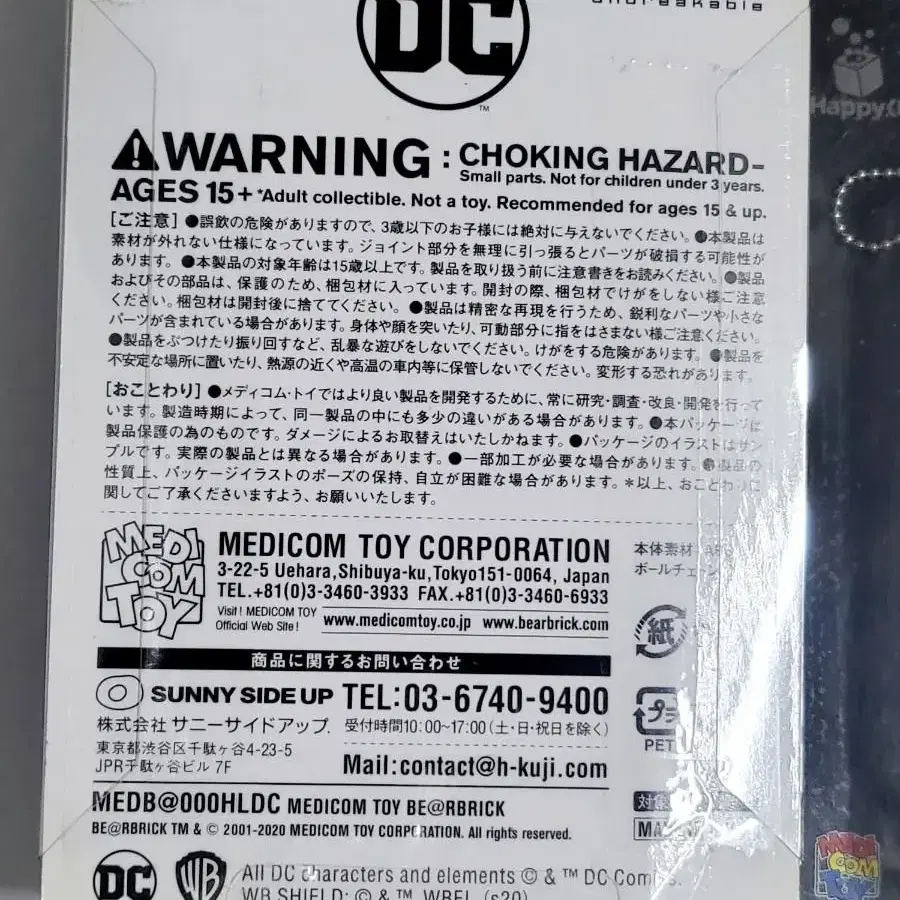 unbreakable
DC
TM
Happyく
WARNING : CHOKING HAZARD-
Small parts. Not for children under 3 years.
AGES 15+ *Adult collectible. Not a toy. Recommended for ages 15 & up.
[ご注意] ●誤飲の危険がありますので、3歳以下のお子様には絶対に与えないでください。●本製品は
素材が外れない仕様になっています。ジョイント部分を無理に引っ張るとパーツが破損する可能性が
あります。●本製品の対象年齢は15歳以上です。製品を取り扱う前に注意書きをお読みください。●製品
およびその部品は、保護のため、梱包材に入っています。開封の際、梱包材でけがをしない様ご注意
ください。梱包材は開封後に捨ててください。●製品は精密な再現を行うため、鋭利なパーツや小さな
パーツが含まれている場合があります。身体や顔を突いたり、可動部分に指をはさまない様ご注意ください。
●製品をぶつけたり振り回すなど、乱暴な遊びをしないでください。けがをする危険があります。●製品を
不安定な場所に置いたり、熱源の近くや高温の車内等に保管しないでください。変形する恐れがあります。
[おことわり] ●メディコム・トイではより良い製品を開発するために、常に研究・調査・改良・開発を行って
います。製造時期によって、同一製品の中にも多少の違いがある場合があります。●本パッケージは
製品保護の為のものです。ダメージによるお取替えはいたしかねます。●パッケージのイラストはサン
プルです。実際の製品とは異なる場合があります。●一部加工が必要な場合があります。●製品の
性質上、パッケージイラストのポーズの保持、自立が困難な場合があります。*以上、おことわりに
関してご了承くださいますよう、お願いいたします。
MEDI COM TOY
MEDICOM TOY CORPORATION
3-22-5 Uehara,Shibuya-ku,Tokyo151-0064, Japan
TEL.+81(0)3-3460-3933 FAX.+81(0)3-3460-6933
Visit! MEDICOM TOY
Official Web Site!
www.medicomtoy.co.jp www.bearbrick.com
本体素材
ボールチェーン
紙
商品に関するお問い合わせ
SUNNY SIDE UP TEL:03-6740-9400
株式会社 サニーサイドアップ. 受付時間10:00~17:00(土・日・祝日を除く)
東京都渋谷区千駄ヶ谷4-23-5
JPR千駄ヶ谷ビル 7F
Mail:contact@h-kuji.com
プラ
PET
MEDB@000HLDC MEDICOM TOY BE@RBRICK
BE@RBRICK TM & © 2001-2020 MEDICOM TOY CORPORATION. All rights reserved.
対象
MA
DC WB
All DC characters and elements © & ™ DC Comics.
WB SHIELD: © & ™ WBEI. (s20)
MEDI COM TOY